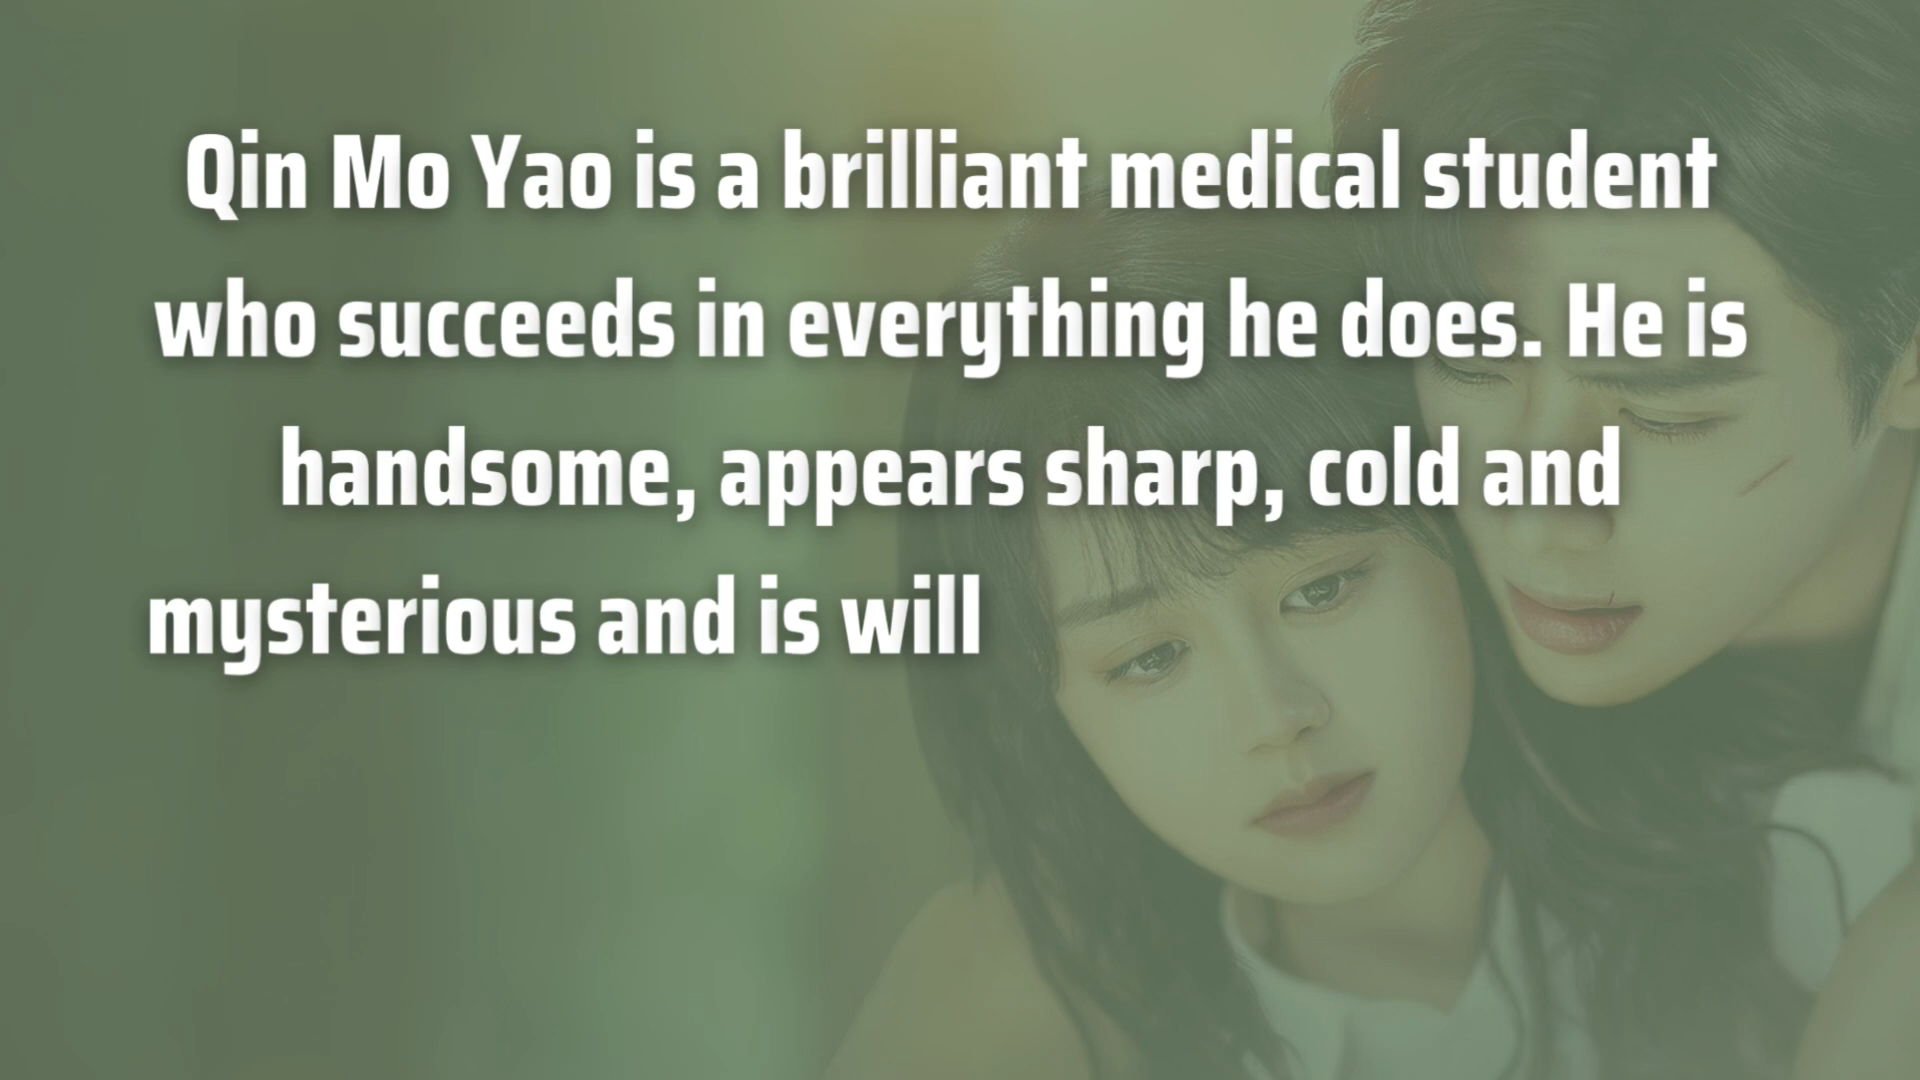 Qin Mo Yao is a brilliant medical student
who succeeds in everything he does. He is
handsome, appears sharp, cold and
mysterious and is will